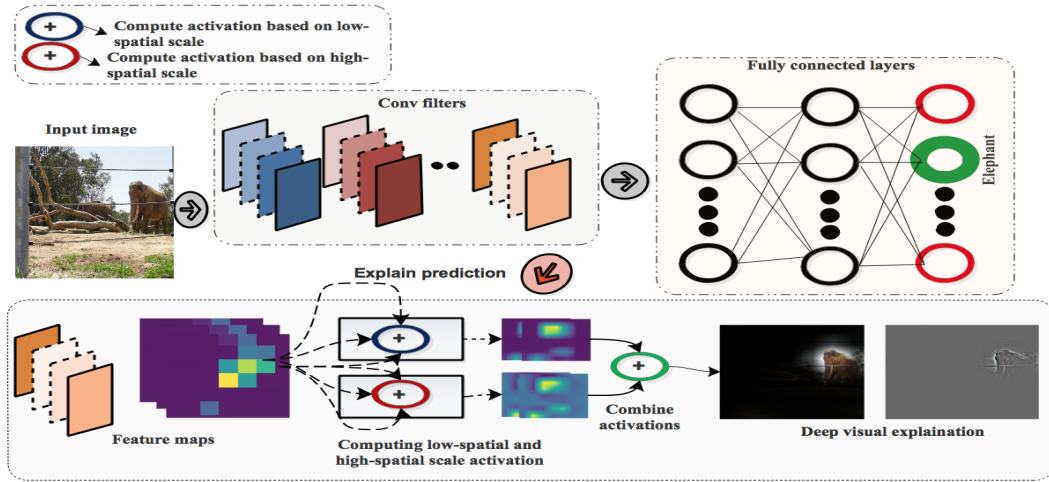 Compute activation based on low-
spatial scale
Compute activation based on high-
spatial scale
Fully connected layers
Conv filters
Input image
Elephant
Explain prediction
Feature maps
Computing low-spatial and
high-spatial scale activation
Combine
activations
Deep visual explaination